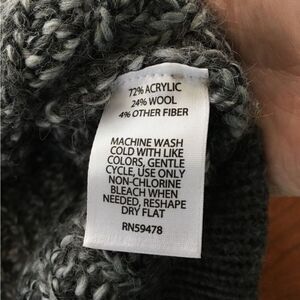 72% ACRYLIC
24% WOOL
4% OTHER FIBER
MACHINE WASH
COLD WITH LIKE
COLORS, GENTLE
CYCLE, USE ONLY
NON-CHLORINE
BLEACH WHEN
NEEDED, RESHAPE
DRY FLAT
RN59478